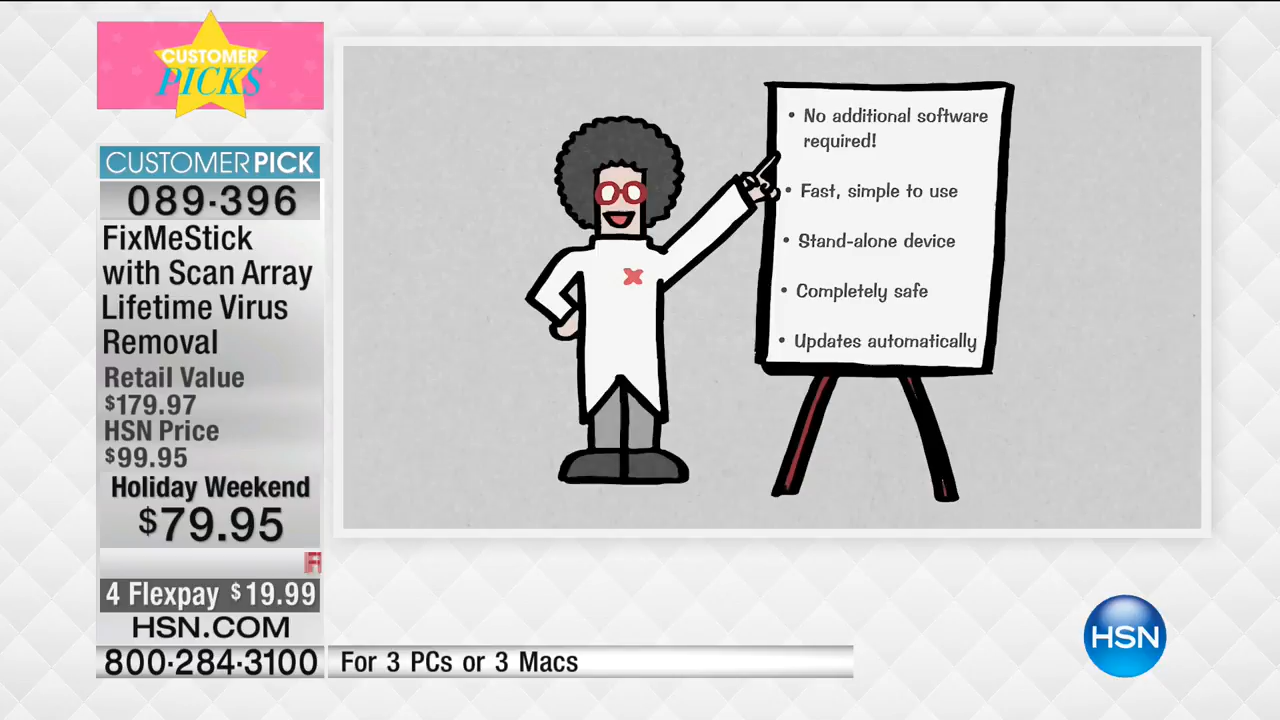 CUSTOMER
PICKS
CUSTOMER PICK
089·396
FixMeStick
with Scan Array
Lifetime Virus
Removal
Retail Value
$179.97
HSN Price
$99.95
Holiday Weekend
$79.95
4 Flexpay $19.99
HSN.COM
800·284·3100
• No additional software
required!
• Fast, simple to use
• Stand-alone device
• Completely safe
• Updates automatically
For 3 PCs or 3 Macs
HSN